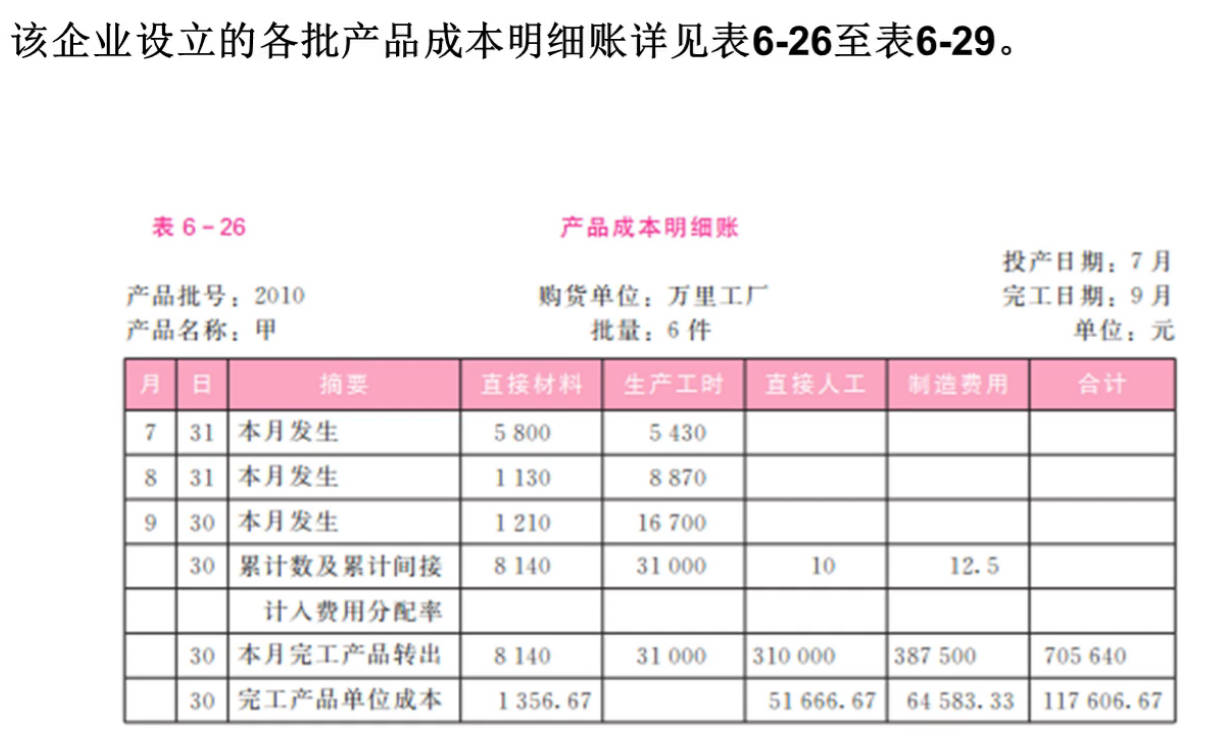 该企业设立的各批产品成本明细账详见表6-26至表6-29。
表 6-26 产品成本明细账
投产日期：7 月
产品批号：2010 购货单位：万里工厂 完工日期：9 月
产品名称：甲 批量：6 件 单位：元
月 日 摘要 直接材料 生产工时 直接人工 制造费用 合计
7 31 本月发生 5 800 5 430
8 31 本月发生 1 130 8 870
9 30 本月发生 1 210 16 700
30 累计数及累计间接 8 140 31 000 10 12.5
计入费用分配率
30 本月完工产品转出 8 140 31 000 310 000 387 500 705 640
30 完工产品单位成本 1 356.67 51 666.67 64 583.33 117 606.67